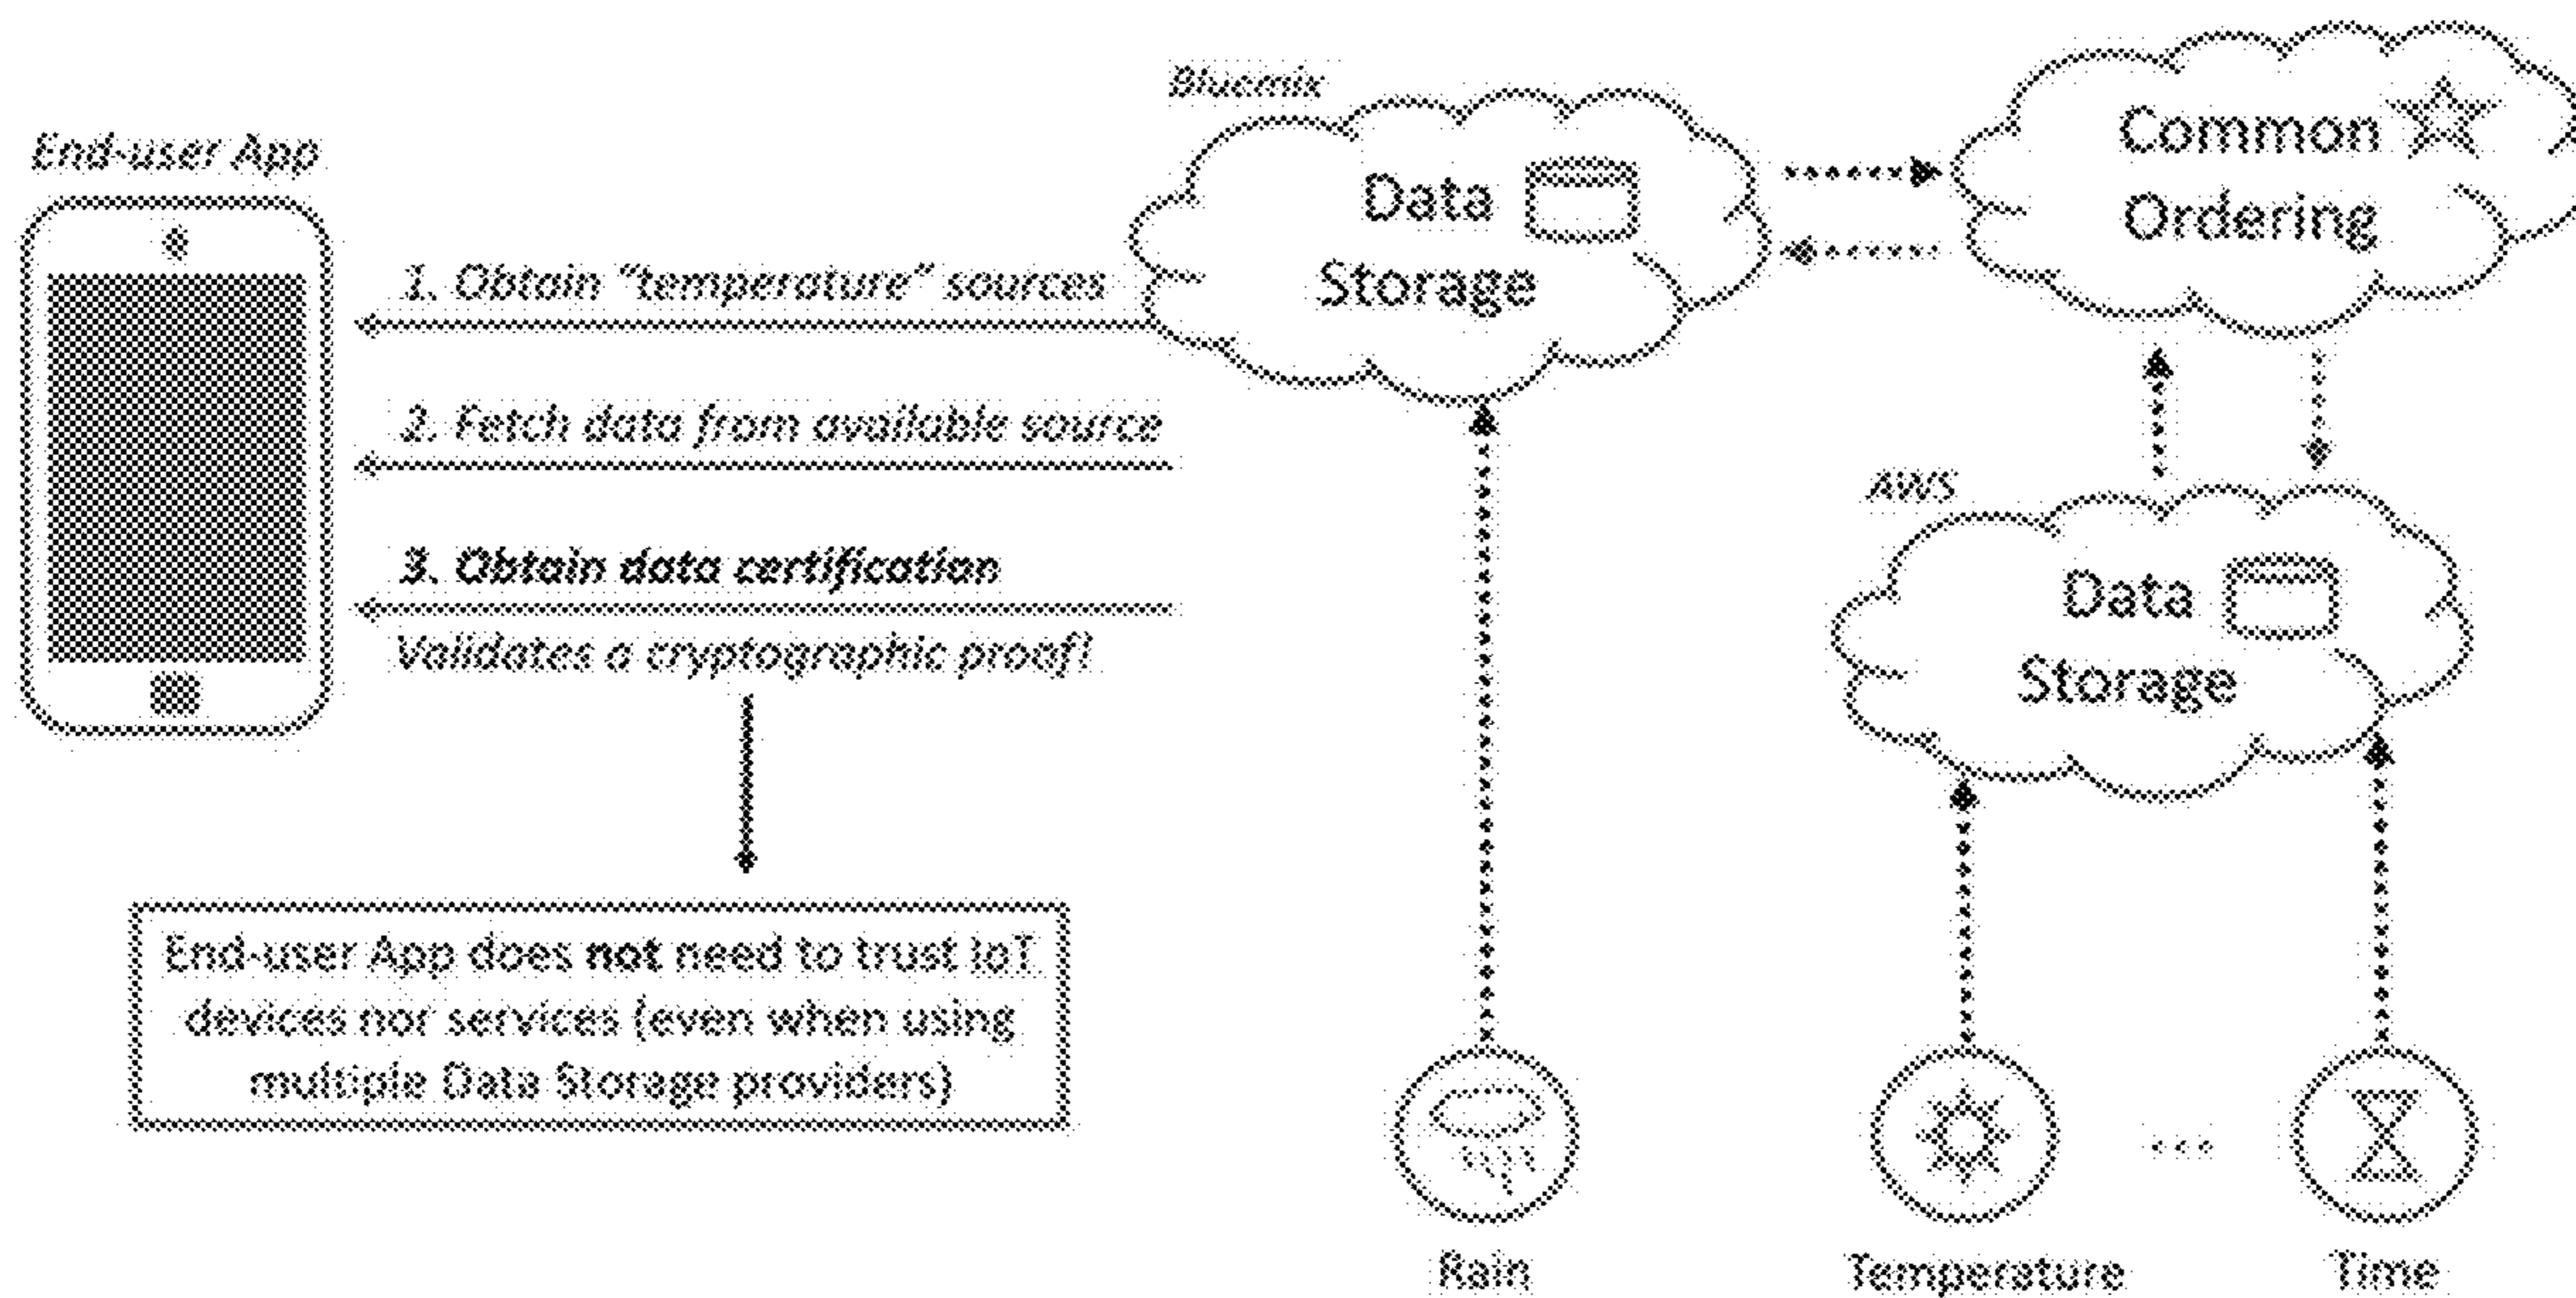 End-user App
1. Obtain "temperature" sources
2. Fetch data from available source
3. Obtain data certification
Validates a cryptographic proof!
End-user App does not need to trust IoT
devices nor services (even when using
multiple Data Storage providers)
Bluemix
Data
Storage
Common
Ordering
AWS
Data
Storage
...
Rain
Temperature
Time